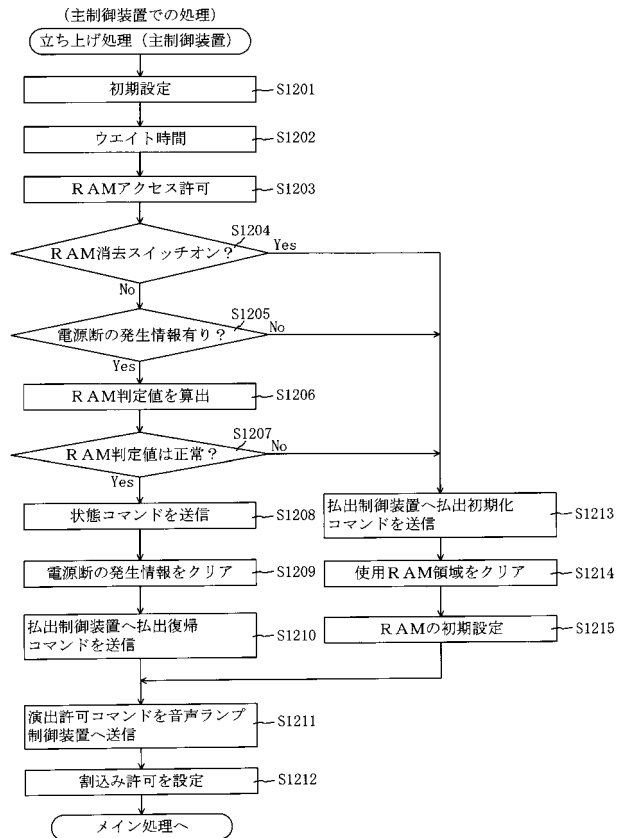 (主制御装置での処理)
立ち上げ処理(主制御装置)
初期設定 S1201
ウエイト時間 S1202
RAMアクセス許可 S1203
S1204
RAM消去スイッチオン? Yes
No
S1205
電源断の発生情報有り? No
Yes
RAM判定値を算出 S1206
S1207
RAM判定値は正常? No
Yes
状態コマンドを送信 S1208
電源断の発生情報をクリア S1209
払出制御装置へ払出復帰
コマンドを送信 S1210
払出制御装置へ払出初期化
コマンドを送信 S1213
使用RAM領域をクリア S1214
RAMの初期設定 S1215
演出許可コマンドを音声ランプ
制御装置へ送信 S1211
割込み許可を設定 S1212
メイン処理へ